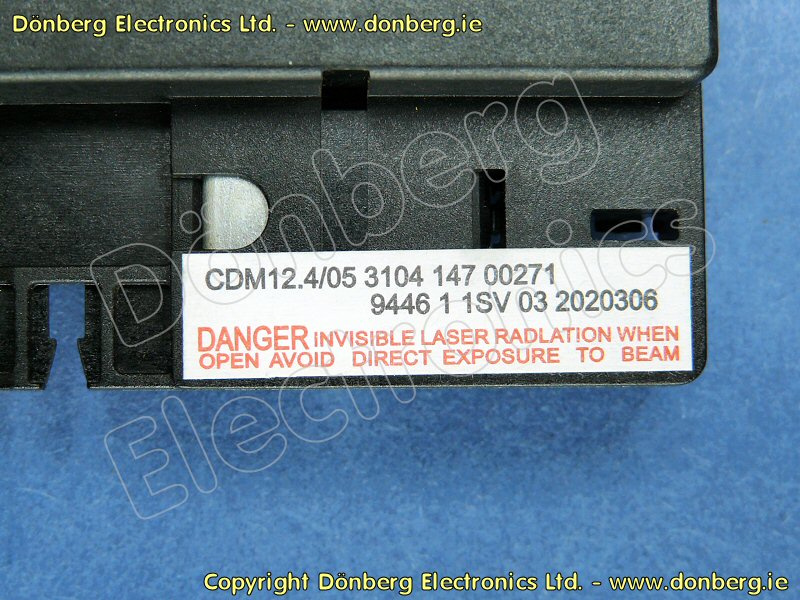 Dönberg Electronics Ltd. - www.donberg.ie
CDM12.4/05 3104 147 00271
9446 1 1SV 03 2020306
DANGER INVISIBLE LASER RADLATION WHEN
OPEN AVOID DIRECT EXPOSURE TO BEAM
Dönberg
Electronics
Copyright Dönberg Electronics Ltd. - www.donberg.ie